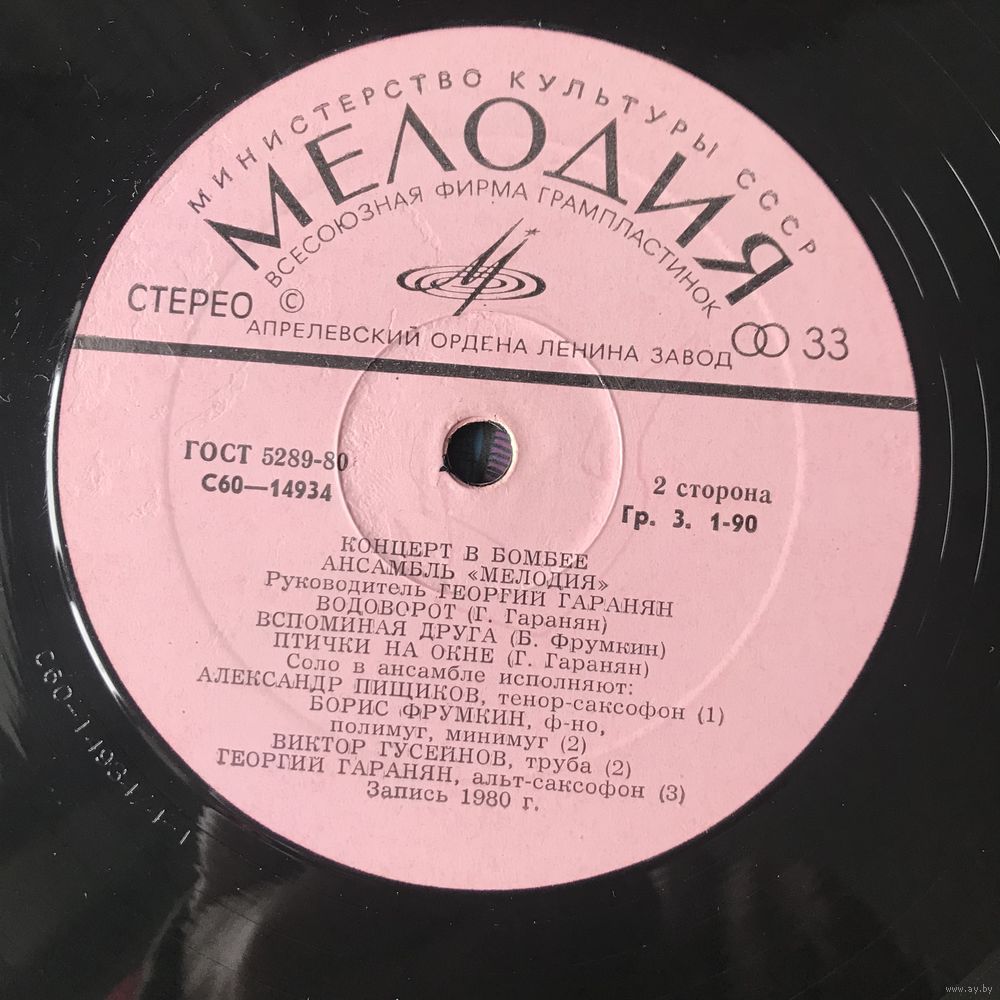 МИНИСТЕРСТВО КУЛЬТУРЫ СССР
МЕЛОДИЯ
ВСЕСОЮЗНАЯ ФИРМА ГРАМПЛАСТИНОК
СТЕРЕО ©
33
АПРЕЛЕВСКИЙ ОРДЕНА ЛЕНИНА ЗАВОД
ГОСТ 5289-80
С60—14934
2 сторона
Гр. 3. 1-90
КОНЦЕРТ В БОМБЕЕ
АНСАМБЛЬ «МЕЛОДИЯ»
Руководитель ГЕОРГИЙ ГАРАНЯН
ВОДОВОРОТ (Г. Гаранян)
ВСПОМИНАЯ ДРУГА (Б. Фрумкин)
ПТИЧКИ НА ОКНЕ (Г. Гаранян)
Соло в ансамбле исполняют:
АЛЕКСАНДР ПИЩИКОВ, тенор-саксофон (1)
БОРИС ФРУМКИН, ф-но,
полимуг, минимуг (2)
ВИКТОР ГУСЕЙНОВ, труба (2)
ГЕОРГИЙ ГАРАНЯН, альт-саксофон (3)
Запись 1980 г.
www.ay.by